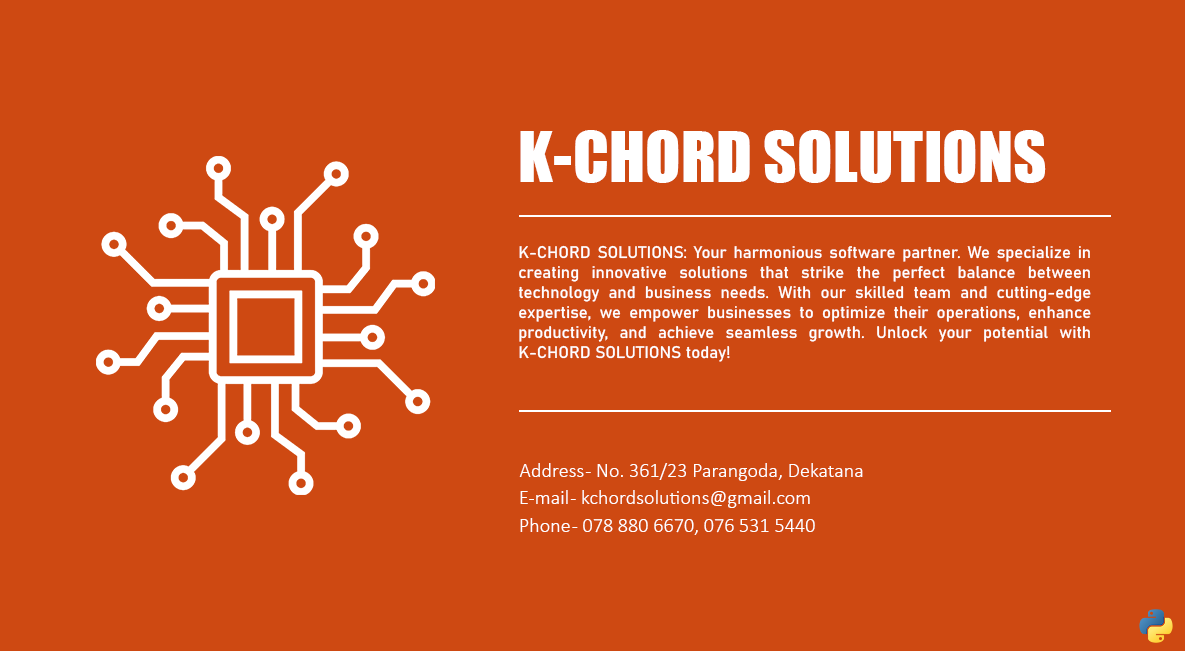 K-CHORD SOLUTIONS
K-CHORD SOLUTIONS: Your harmonious software partner. We specialize in
creating innovative solutions that strike the perfect balance between
technology and business needs. With our skilled team and cutting-edge
expertise, we empower businesses to optimize their operations, enhance
productivity, and achieve seamless growth. Unlock your potential with
K-CHORD SOLUTIONS today!
Address- No. 361/23 Parangoda, Dekatana
E-mail- kchordsolutions@gmail.com
Phone- 078 880 6670, 076 531 5440